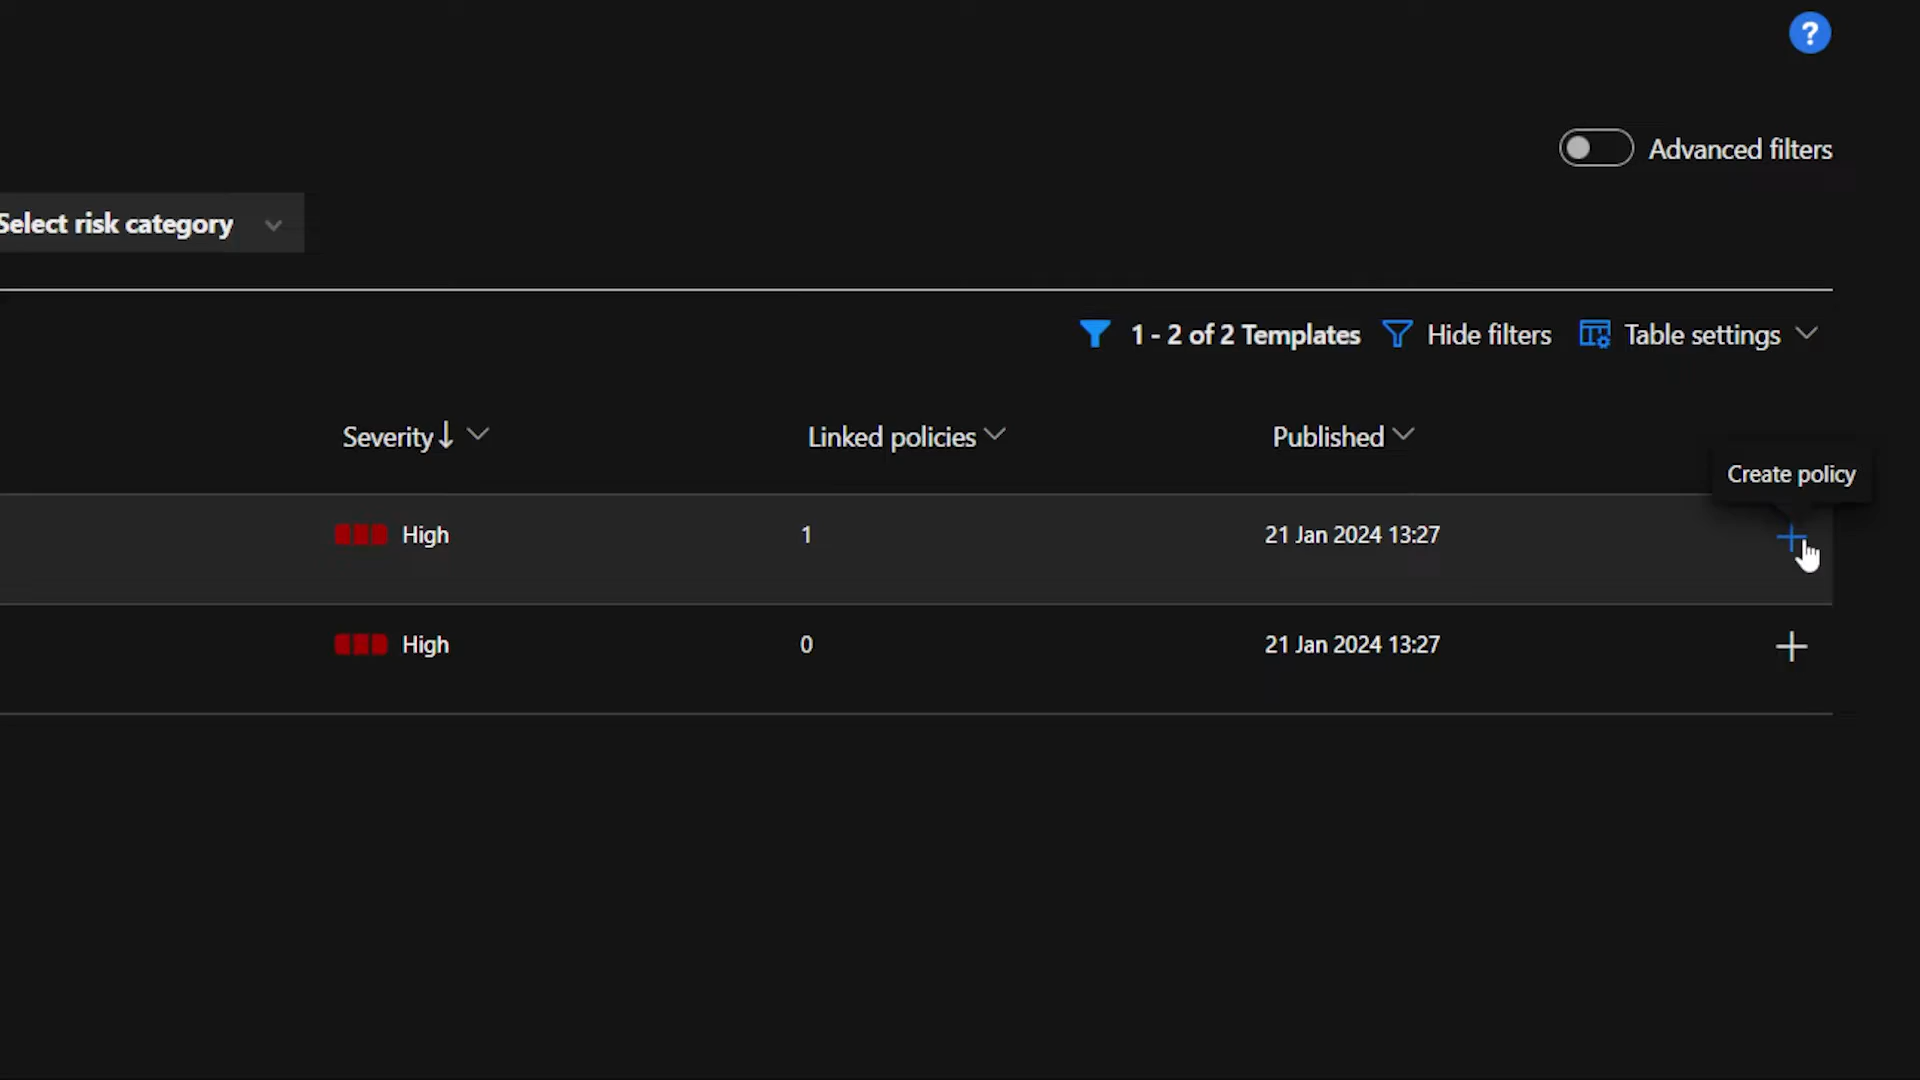 ?
Advanced filters
Select risk category
1 - 2 of 2 Templates Hide filters Table settings
Severity↓ Linked policies Published
Create policy
High 1 21 Jan 2024 13:27
High 0 21 Jan 2024 13:27